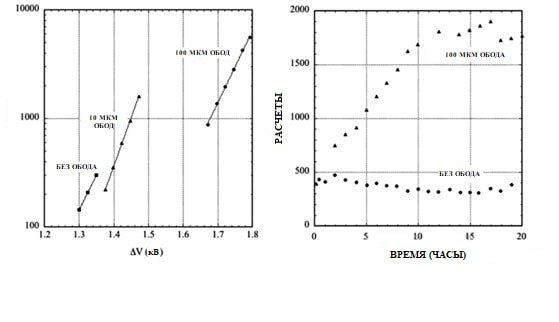 10000
1000
100
1.2 1.3 1.4 1.5 1.6 1.7 1.8
ΔV (кВ)
100 МКМ ОБОД
10 МКМ
ОБОД
БЕЗ ОБОДА
2000
1500
1000
500
0
0 5 10 15 20
РАСЧЕТЫ
ВРЕМЯ (ЧАСЫ)
100 МКМ ОБОДА
БЕЗ ОБОДА